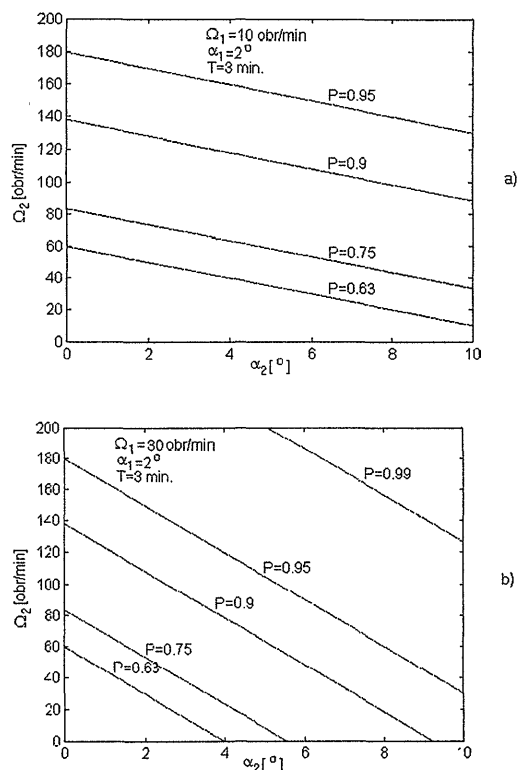 200
180
160
140
120
100
80
60
40
20
0
Ω₂ [obr/min]
Ω₁=10 obr/min
α₁=2°
T=3 min.
P=0.95
P=0.9
P=0.75
P=0.63
0 2 4 6 8 10
α₂[°]
a)
200
180
160
140
120
100
80
60
40
20
0
Ω₂ [obr/min]
Ω₁=30 obr/min
α₁=2°
T=3 min.
P=0.99
P=0.95
P=0.9
P=0.75
P=0.63
0 2 4 6 8 10
α₂[°]
b)